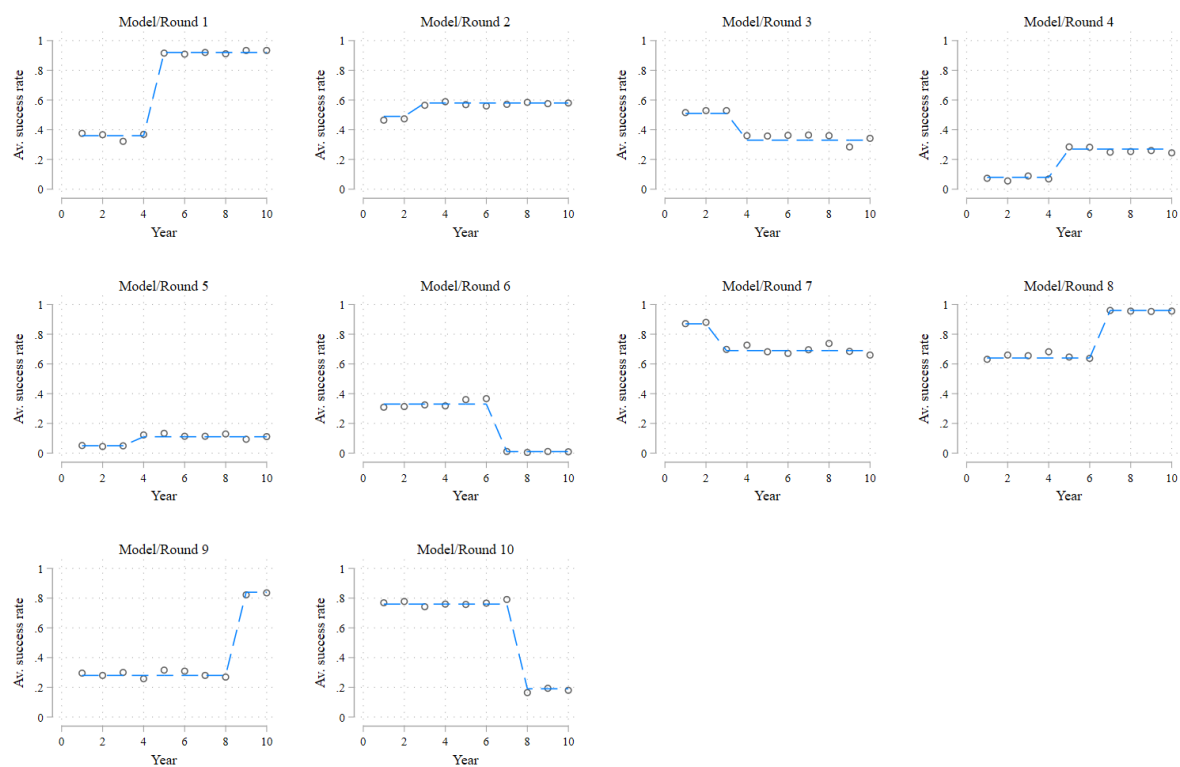 Model/Round 1
Av. success rate
1
.8
.6
.4
.2
0
0 2 4 6 8 10
Year
Model/Round 2
Av. success rate
1
.8
.6
.4
.2
0
0 2 4 6 8 10
Year
Model/Round 3
Av. success rate
1
.8
.6
.4
.2
0
0 2 4 6 8 10
Year
Model/Round 4
Av. success rate
1
.8
.6
.4
.2
0
0 2 4 6 8 10
Year
Model/Round 5
Av. success rate
1
.8
.6
.4
.2
0
0 2 4 6 8 10
Year
Model/Round 6
Av. success rate
1
.8
.6
.4
.2
0
0 2 4 6 8 10
Year
Model/Round 7
Av. success rate
1
.8
.6
.4
.2
0
0 2 4 6 8 10
Year
Model/Round 8
Av. success rate
1
.8
.6
.4
.2
0
0 2 4 6 8 10
Year
Model/Round 9
Av. success rate
1
.8
.6
.4
.2
0
0 2 4 6 8 10
Year
Model/Round 10
Av. success rate
1
.8
.6
.4
.2
0
0 2 4 6 8 10
Year